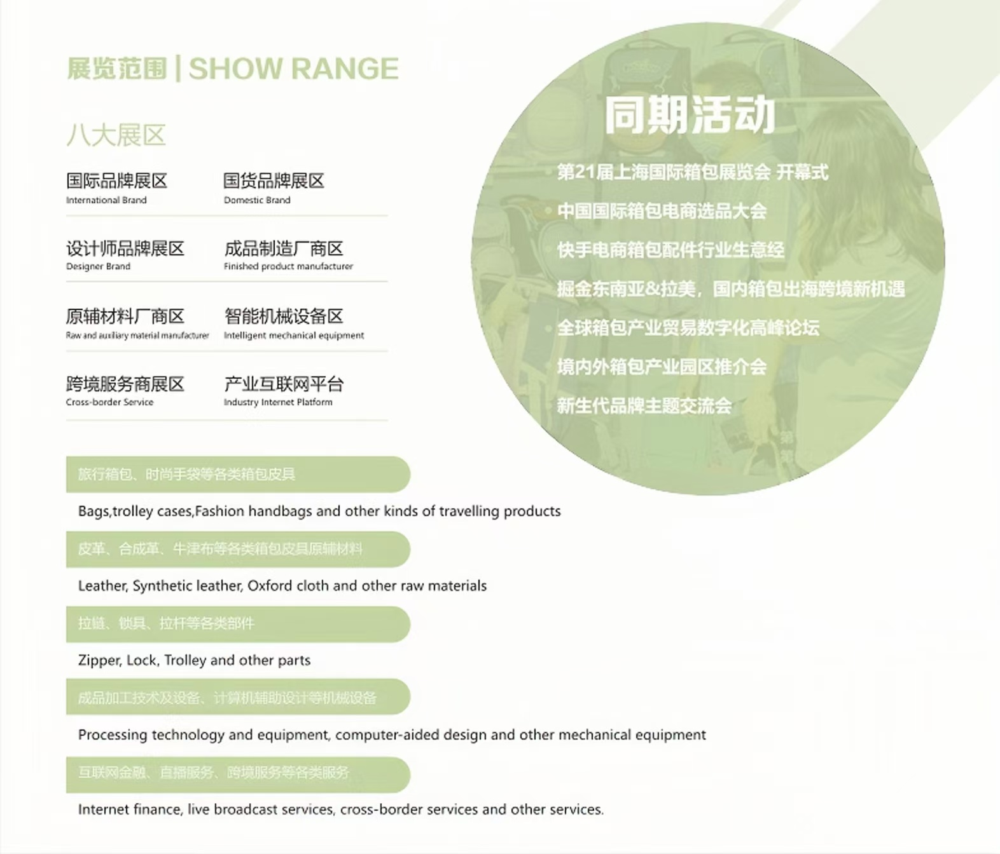 展览范围 | SHOW RANGE
八大展区
国际品牌展区
International Brand
国货品牌展区
Domestic Brand
设计师品牌展区
Designer Brand
成品制造厂商区
Finished product manufacturer
原辅材料厂商区
Raw and auxiliary material manufacturer
智能机械设备区
Intelligent mechanical equipment
跨境服务商展区
Cross-border Service
产业互联网平台
Industry Internet Platform
旅行箱包、时尚手袋等各类箱包皮具
Bags,trolley cases,Fashion handbags and other kinds of travelling products
皮革、合成革、牛津布等各类箱包皮具原辅材料
Leather, Synthetic leather, Oxford cloth and other raw materials
拉链、锁具、拉杆等各类部件
Zipper, Lock, Trolley and other parts
成品加工技术及设备、计算机辅助设计等机械设备
Processing technology and equipment, computer-aided design and other mechanical equipment
互联网金融、直播服务、跨境服务等各类服务
Internet finance, live broadcast services, cross-border services and other services.
同期活动
第21届上海国际箱包展览会 开幕式
中国国际箱包电商选品大会
快手电商箱包配件行业生意经
掘金东南亚&拉美，国内箱包出海跨境新机遇
全球箱包产业贸易数字化高峰论坛
境内外箱包产业园区推介会
新生代品牌主题交流会